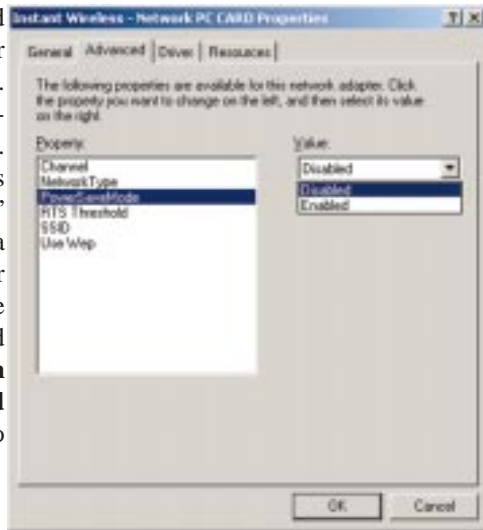 Instant Wireless - Network PC CARD Properties
General Advanced Driver Resources
The following properties are available for this network adapter. Click
the property you want to change on the left, and then select its value
on the right.
Property: Value:
Channel Disabled
NetworkType Disabled
PowerSaveMode Enabled
RTS Threshold
SSID
Use Wep
OK Cancel